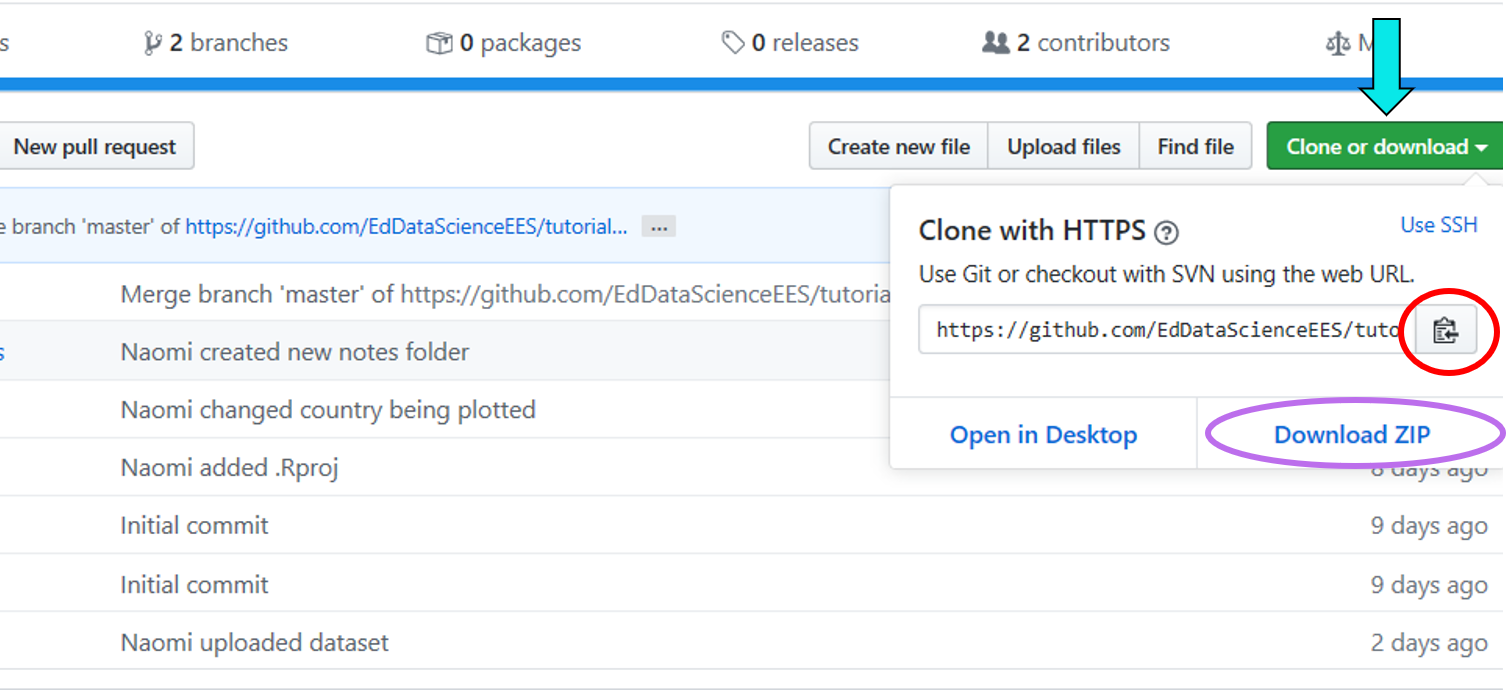 s 2 branches 0 packages 0 releases 2 contributors M
New pull request Create new file Upload files Find file Clone or download
e branch 'master' of https://github.com/EdDataScienceEES/tutorial... ...
Clone with HTTPS ? Use SSH
Use Git or checkout with SVN using the web URL.
https://github.com/EdDataScienceEES/tuto
Open in Desktop Download ZIP
Merge branch 'master' of https://github.com/EdDataScienceEES/tutoria
s Naomi created new notes folder
Naomi changed country being plotted
Naomi added .Rproj 8 days ago
Initial commit 9 days ago
Initial commit 9 days ago
Naomi uploaded dataset 2 days ago